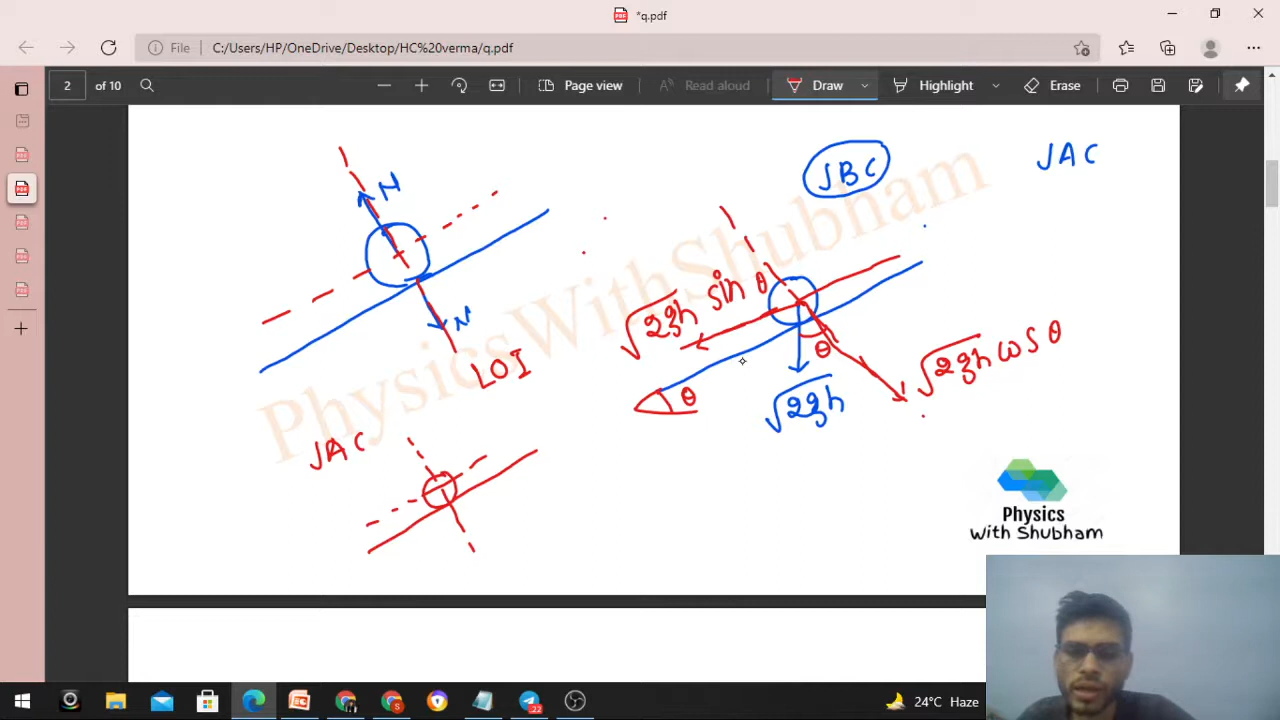 *q.pdf
File C:/Users/HP/OneDrive/Desktop/HC%20verma/q.pdf
2 of 10 Page view Read aloud Draw Highlight Erase
JBC
JAC
PhysicsWithShubham
N
N
LOI
√2gh sin θ
θ
θ
√2gh
√2gh cos θ
JAC
Physics
With Shubham
22
24°C Haze